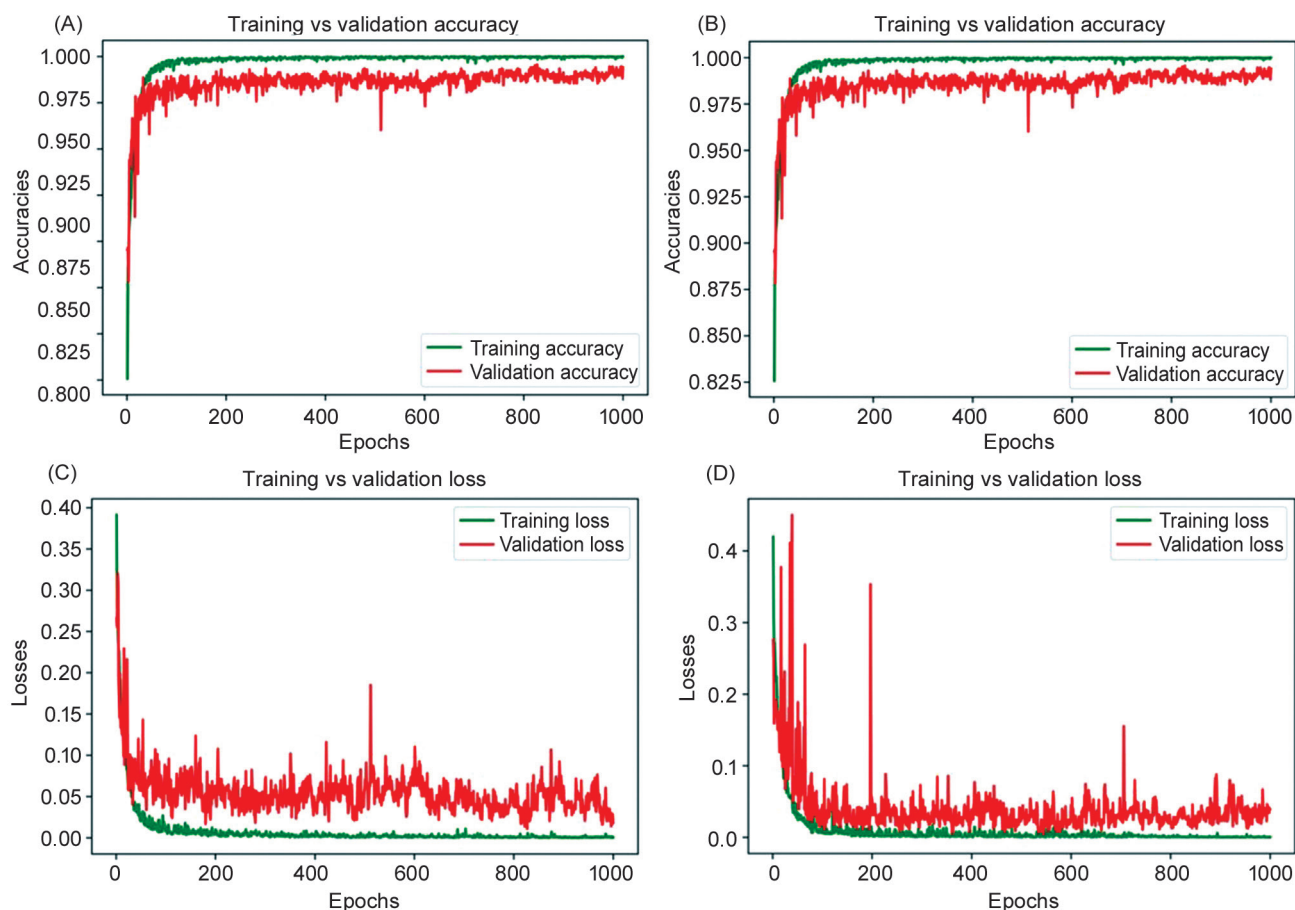 (A)
Training vs validation accuracy
1.000
0.975
0.950
0.925
0.900
0.875
0.850
0.825
0.800
Accuracies
Training accuracy
Validation accuracy
0 200 400 600 800 1000
Epochs
(B)
Training vs validation accuracy
1.000
0.975
0.950
0.925
0.900
0.875
0.850
0.825
Accuracies
Training accuracy
Validation accuracy
0 200 400 600 800 1000
Epochs
(C)
Training vs validation loss
0.40
0.35
0.30
0.25
0.20
0.15
0.10
0.05
0.00
Losses
Training loss
Validation loss
0 200 400 600 800 1000
Epochs
(D)
Training vs validation loss
0.4
0.3
0.2
0.1
0.0
Losses
Training loss
Validation loss
0 200 400 600 800 1000
Epochs